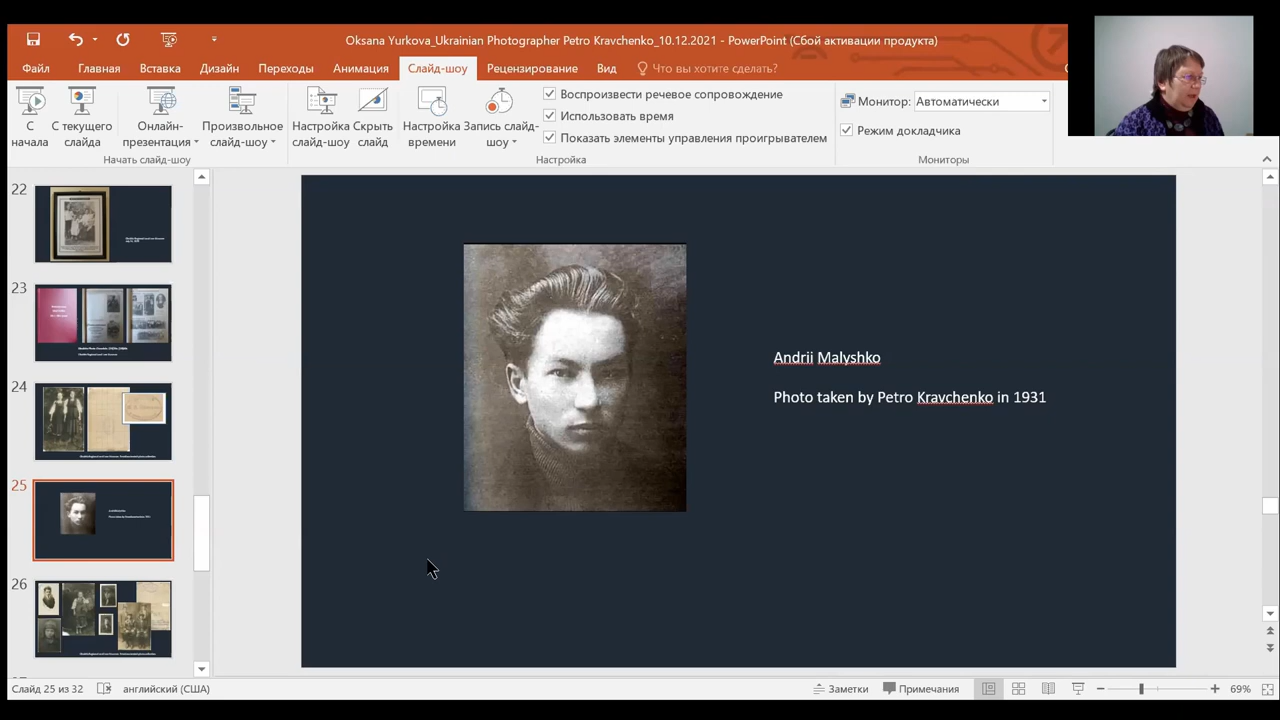 Oksana Yurkova_Ukrainian Photographer Petro Kravchenko_10.12.2021 - PowerPoint (Сбой активации продукта)
Файл Главная Вставка Дизайн Переходы Анимация Слайд-шоу Рецензирование Вид Что вы хотите сделать?
С начала
С текущего слайда
Онлайн-презентация
Произвольное слайд-шоу
Начать слайд-шоу
Настройка слайд-шоу
Скрыть слайд
Настройка времени
Запись слайд-шоу
Воспроизвести речевое сопровождение
Использовать время
Показать элементы управления проигрывателем
Настройка
Монитор: Автоматически
Режим докладчика
Мониторы
22
23
24
25
26
Andrii Malyshko
Photo taken by Petro Kravchenko in 1931
Слайд 25 из 32 английский (США) Заметки Примечания 69%